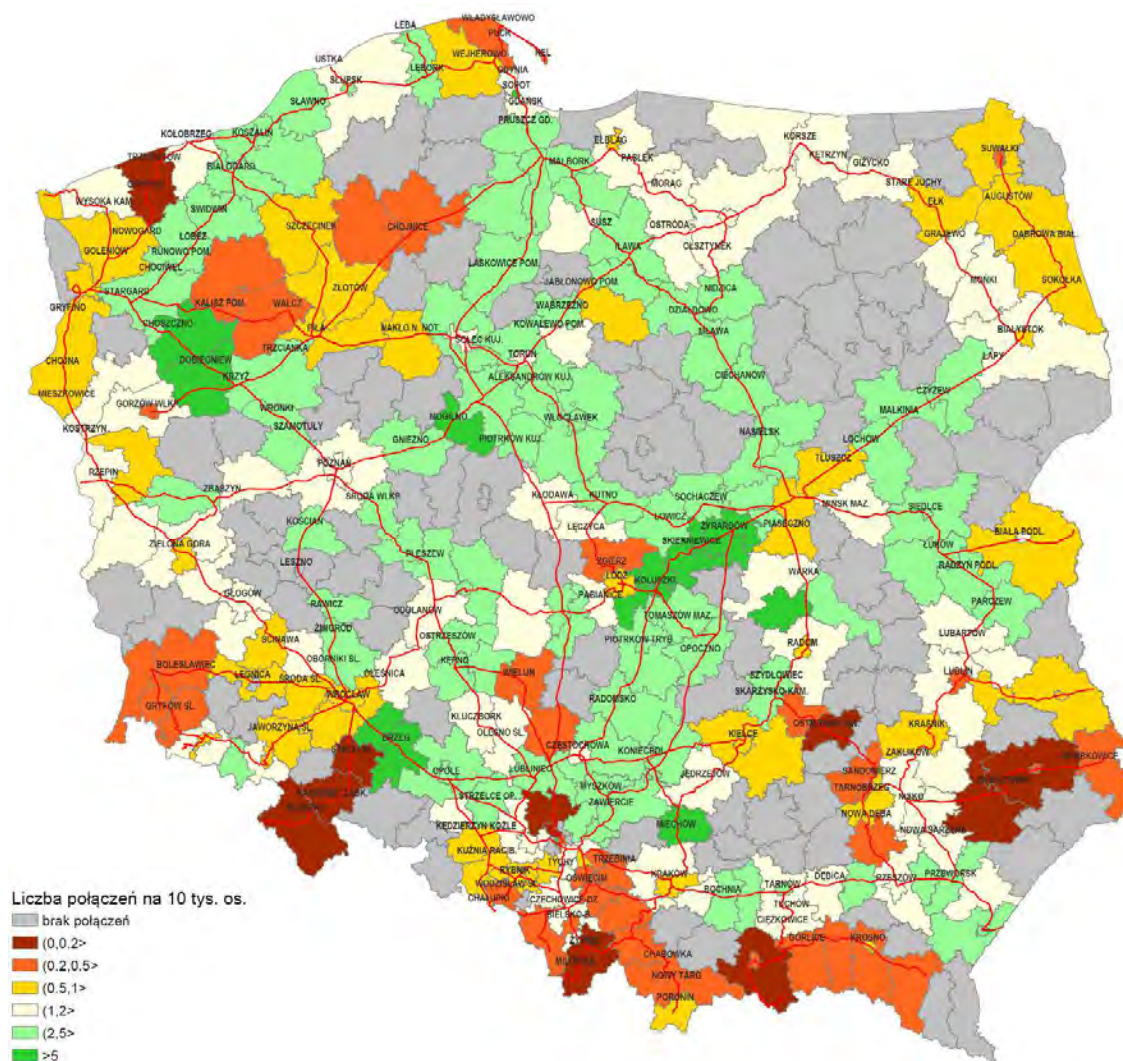 WŁADYSŁAWOWO
ŁEBA
PUCK
HEL
USTKA
WEJHEROWO
LĘBORK
GDYNIA
SŁUPSK
SOPOT
GDAŃSK
SŁAWNO
PRUSZCZ GD.
KOŁOBRZEG
KOSZALIN
ELBLĄG
KORSZE
SUWAŁKI
BIAŁOGARD
MALBORK
PASŁĘK
KĘTRZYN
GIŻYCKO
MORĄG
STARE JUCHY
AUGUSTÓW
WYSOKA KAM.
ŚWIDWIN
SZCZECINEK
CHOJNICE
SUSZ
OSTRÓDA
EŁK
NOWOGARD
ŁOBEZ
IŁAWA
OLSZTYNEK
GRAJEWO
DĄBROWA BIAŁ.
GOLENIÓW
RUNOWO POM.
LASKOWICE POM.
CHOCIWEL
ZŁOTÓW
JABŁONOWO POM.
NIDZICA
MOŃKI
SOKÓŁKA
STARGARD
KALISZ POM.
WAŁCZ
WĄBRZEŹNO
DZIAŁDOWO
GRYFINO
CHOSZCZNO
PIŁA
NAKŁO N. NOT.
KOWALEWO POM.
MŁAWA
BIAŁYSTOK
SOLEC KUJ.
TRZCIANKA
TORUŃ
ŁAPY
CHOJNA
DOBIEGNIEW
CIECHANÓW
KRZYŻ
ALEKSANDRÓW KUJ.
CZYŻEW
MIESZKOWICE
GORZÓW WLKP.
WRONKI
MOGILNO
WŁOCŁAWEK
MAŁKINIA
SZAMOTUŁY
KOSTRZYN
GNIEZNO
PIOTRKÓW KUJ.
NASIELSK
ŁOCHÓW
POZNAŃ
TŁUSZCZ
RZEPIN
ZBĄSZYŃ
ŚRODA WLKP.
KŁODAWA
KUTNO
SOCHACZEW
MIŃSK MAZ.
SIEDLCE
KOŚCIAN
ŁĘCZYCA
ŁOWICZ
ŻYRARDÓW
PIASECZNO
BIAŁA PODL.
ZIELONA GÓRA
SKIERNIEWICE
ŁUKÓW
LESZNO
PLESZEW
ZGIERZ
ŁÓDŹ
KOLUSZKI
WARKA
RADZYŃ PODL.
GŁOGÓW
PABIANICE
PARCZEW
RAWICZ
ODOLANÓW
TOMASZÓW MAZ.
ŚCINAWA
ŻMIGRÓD
OSTRZESZÓW
PIOTRKÓW TRYB.
RADOM
LUBARTÓW
OPOCZNO
BOLESŁAWIEC
OBORNIKI ŚL.
KĘPNO
LUBLIN
LEGNICA
ŚRODA ŚL.
OLEŚNICA
WIELUŃ
SZYDŁOWIEC
WROCŁAW
RADOMSKO
SKARŻYSKO-KAM.
GRYFÓW ŚL.
JAWORZYNA ŚL.
KLUCZBORK
KRAŚNIK
BRZEG
OLESNO ŚL.
KIELCE
CZĘSTOCHOWA
KONIECPOL
ZAKLIKÓW
OPOLE
LUBLINIEC
JĘDRZEJÓW
SANDOMIERZ
MYSZKÓW
TARNOBRZEG
STRZELCE OP.
ZAWIERCIE
NISKO
NOWA DĘBA
KĘDZIERZYN KOŹLE
MIECHÓW
NOWA SARZYNA
KUŹNIA RACIB.
TYCHY
TRZEBINIA
RYBNIK
OŚWIĘCIM
KRAKÓW
DĘBICA
PRZEWORSK
WODZISŁAW ŚL.
BOCHNIA
TARNÓW
RZESZÓW
CHAŁUPKI
CZECHOWICE-DZ.
TUCHÓW
BIELSKO-B.
CIĘŻKOWICE
GORLICE
KROSNO
CHABÓWKA
MILÓWKA
NOWY TARG
PORONIN
Liczba połączeń na 10 tys. os.
brak połączeń
(0,0.2>
(0.2,0.5>
(0.5,1>
(1,2>
(2,5>
>5